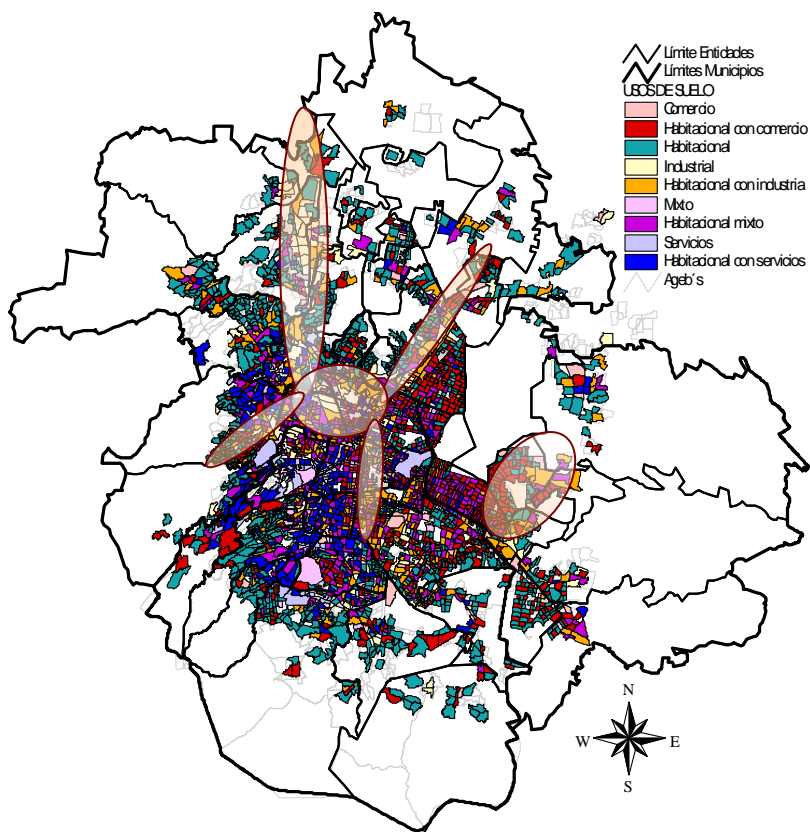 Límite Entidades
Límites Municipios
USOS DE SUELO
Comercio
Habitacional con comercio
Habitacional
Industrial
Habitacional con industria
Mixto
Habitacional mixto
Servicios
Habitacional con servicios
Ageb´s
N
W
E
S